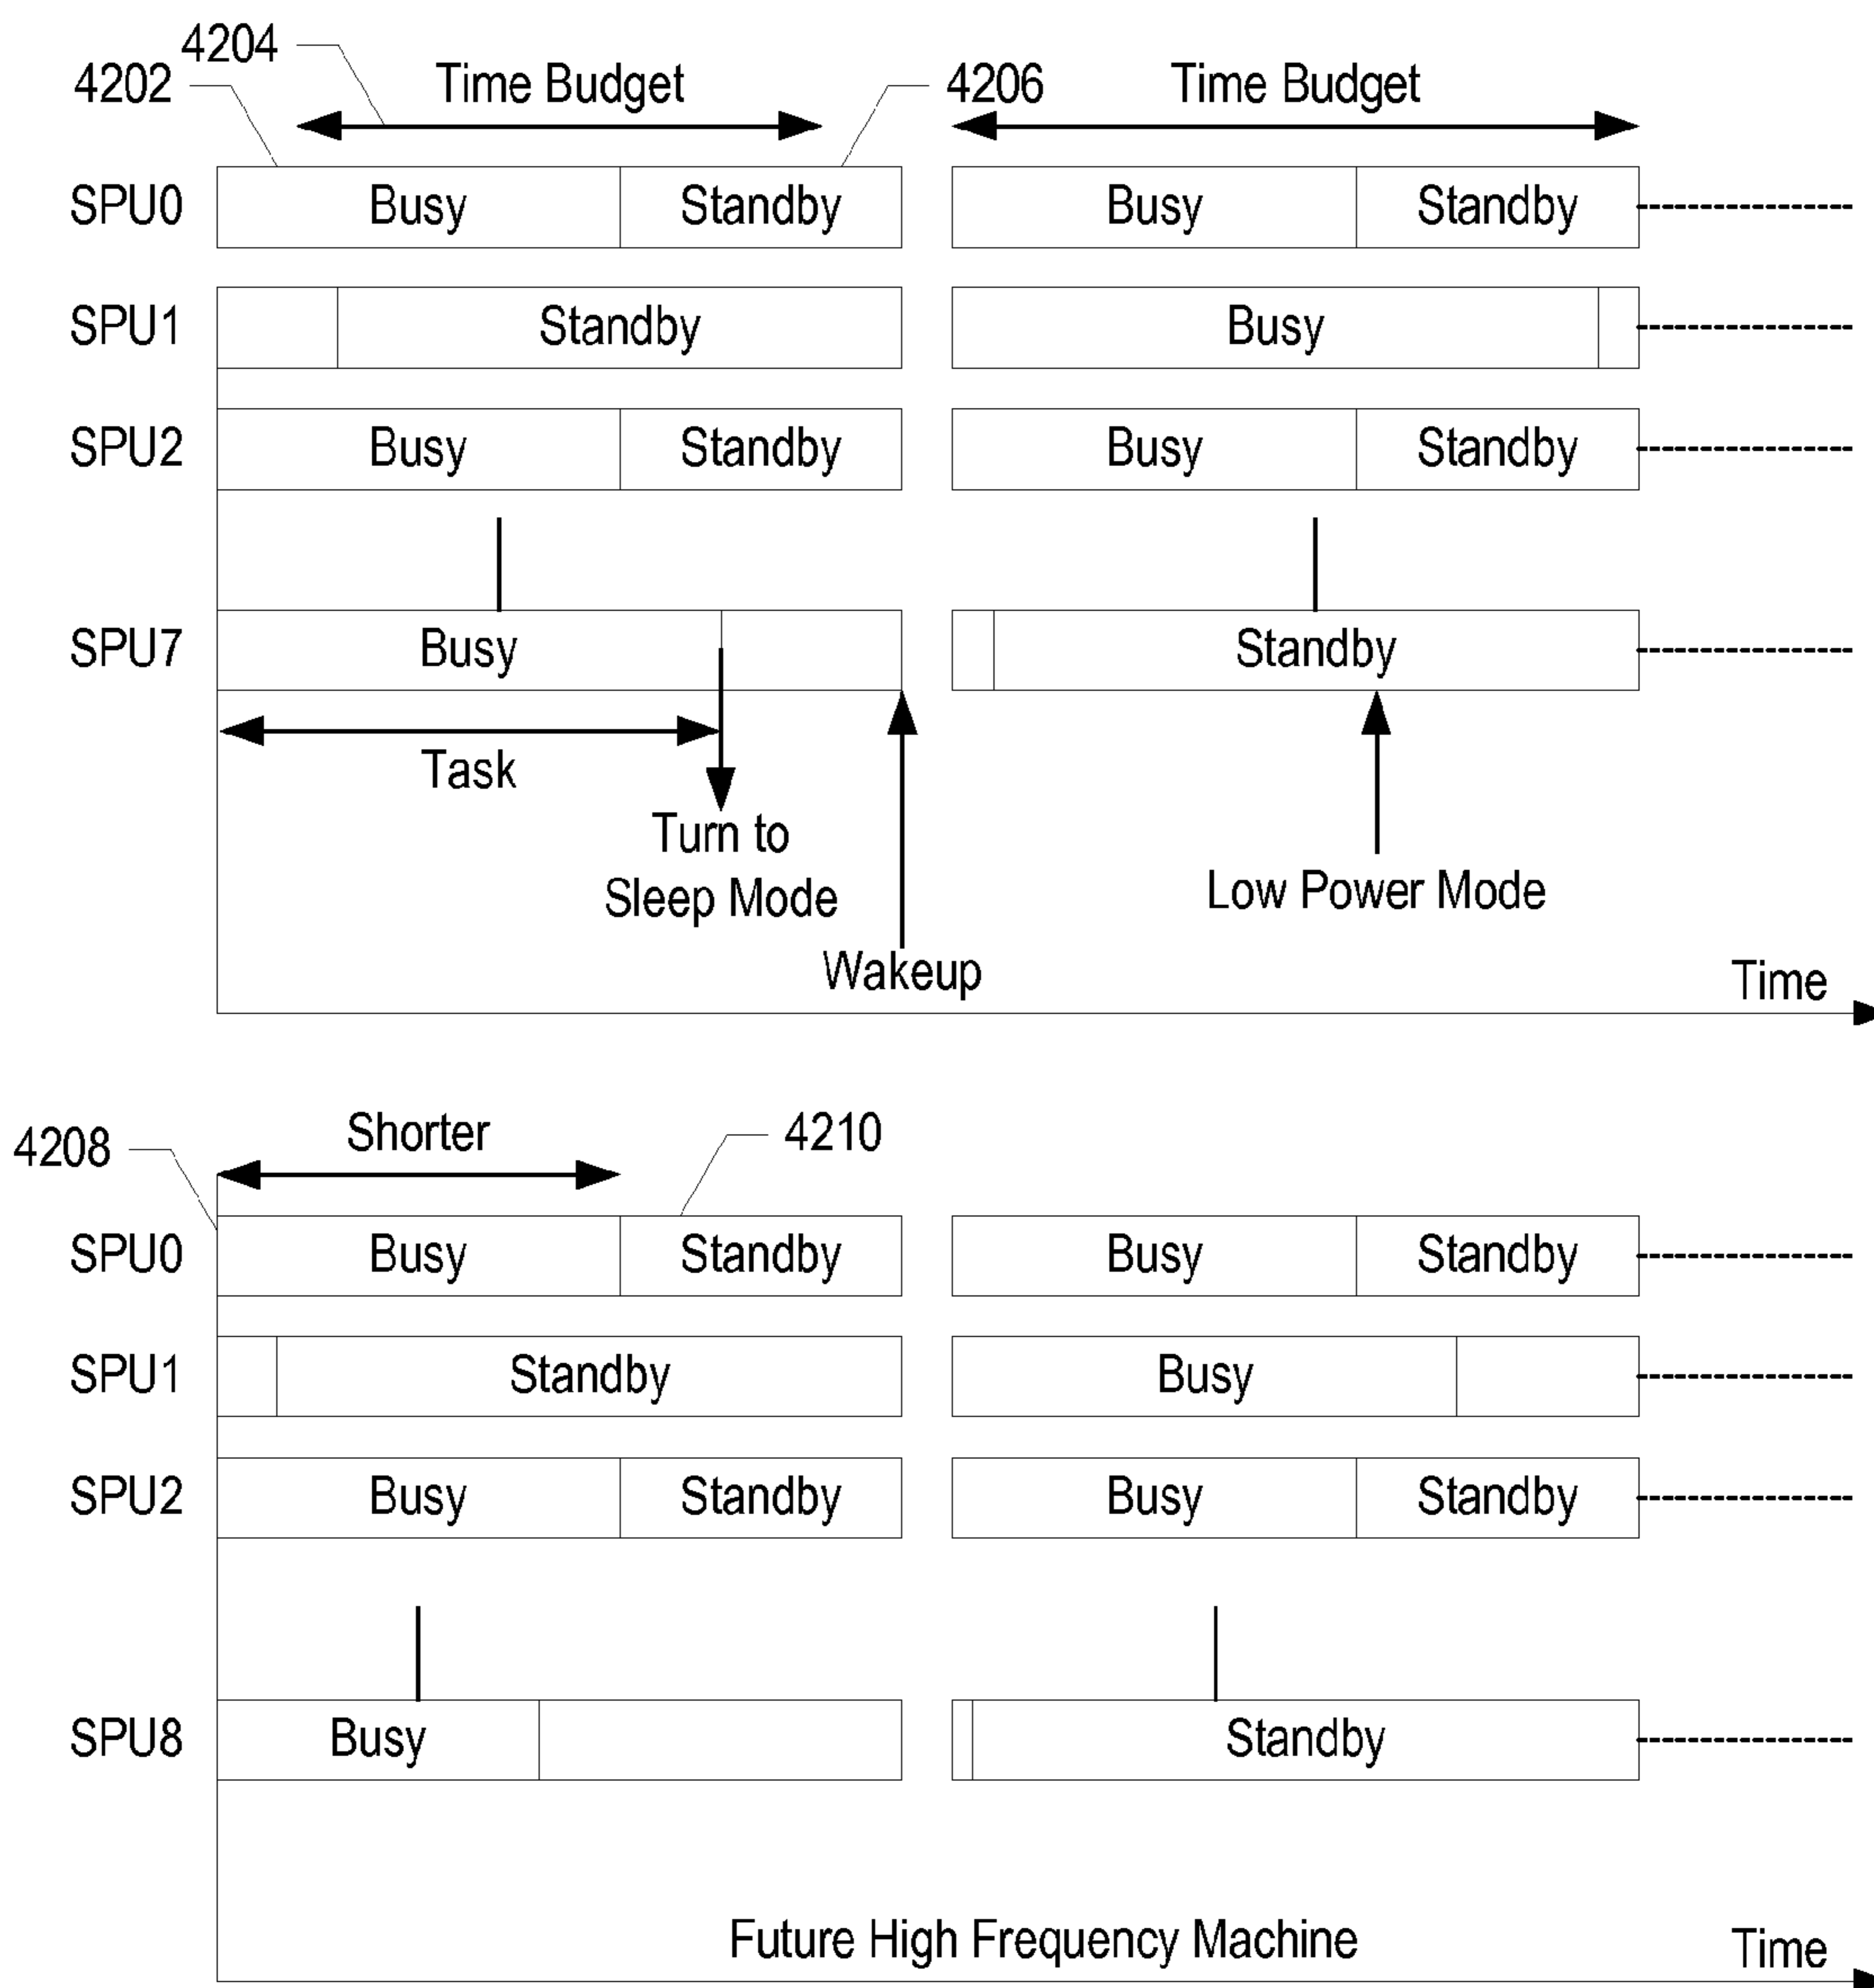 4204
4202 Time Budget 4206 Time Budget
SPU0 Busy Standby Busy Standby
SPU1 Standby Busy
SPU2 Busy Standby Busy Standby
SPU7 Busy Standby
Task
Turn to
Sleep Mode Low Power Mode
Wakeup Time
4208 Shorter 4210
SPU0 Busy Standby Busy Standby
SPU1 Standby Busy
SPU2 Busy Standby Busy Standby
SPU8 Busy Standby
Future High Frequency Machine Time